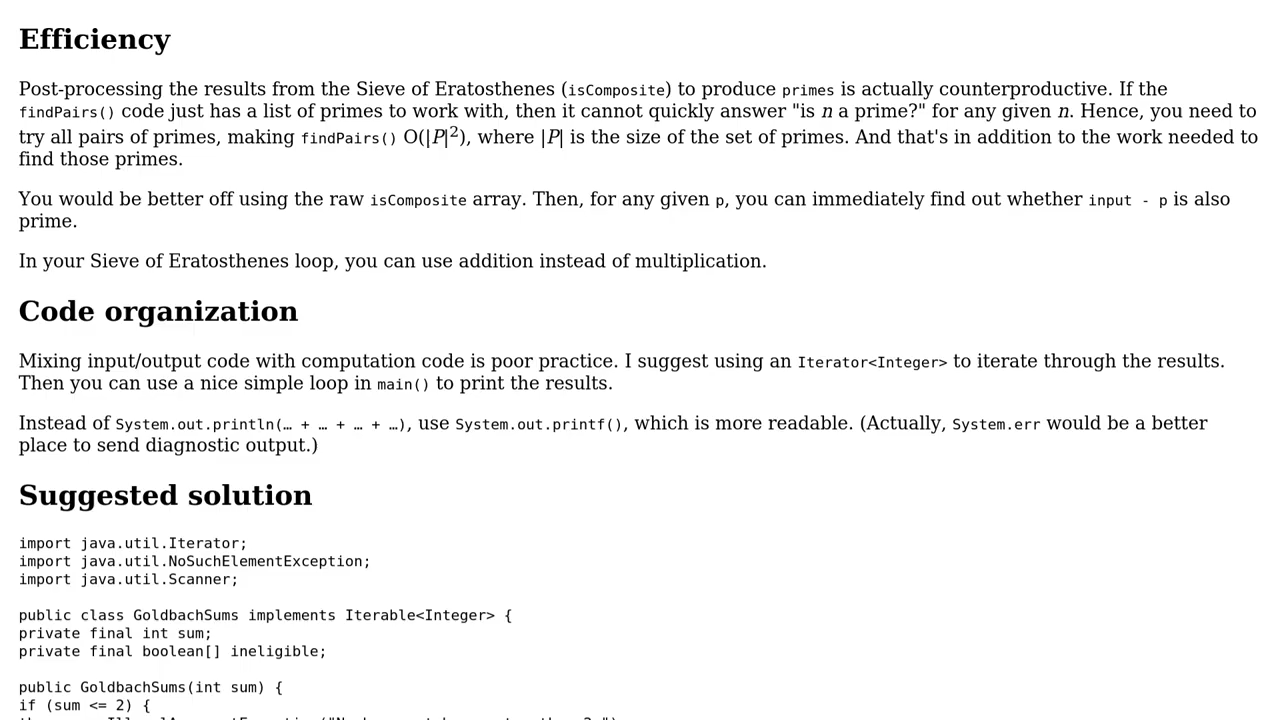 Efficiency
Post-processing the results from the Sieve of Eratosthenes (isComposite) to produce primes is actually counterproductive. If the
findPairs() code just has a list of primes to work with, then it cannot quickly answer "is n a prime?" for any given n. Hence, you need to
try all pairs of primes, making findPairs() O(|P|²), where |P| is the size of the set of primes. And that's in addition to the work needed to
find those primes.
You would be better off using the raw isComposite array. Then, for any given p, you can immediately find out whether input - p is also
prime.
In your Sieve of Eratosthenes loop, you can use addition instead of multiplication.
Code organization
Mixing input/output code with computation code is poor practice. I suggest using an Iterator<Integer> to iterate through the results.
Then you can use a nice simple loop in main() to print the results.
Instead of System.out.println(… + … + … + …), use System.out.printf(), which is more readable. (Actually, System.err would be a better
place to send diagnostic output.)
Suggested solution
import java.util.Iterator;
import java.util.NoSuchElementException;
import java.util.Scanner;
public class GoldbachSums implements Iterable<Integer> {
private final int sum;
private final boolean[] ineligible;
public GoldbachSums(int sum) {
if (sum <= 2) {